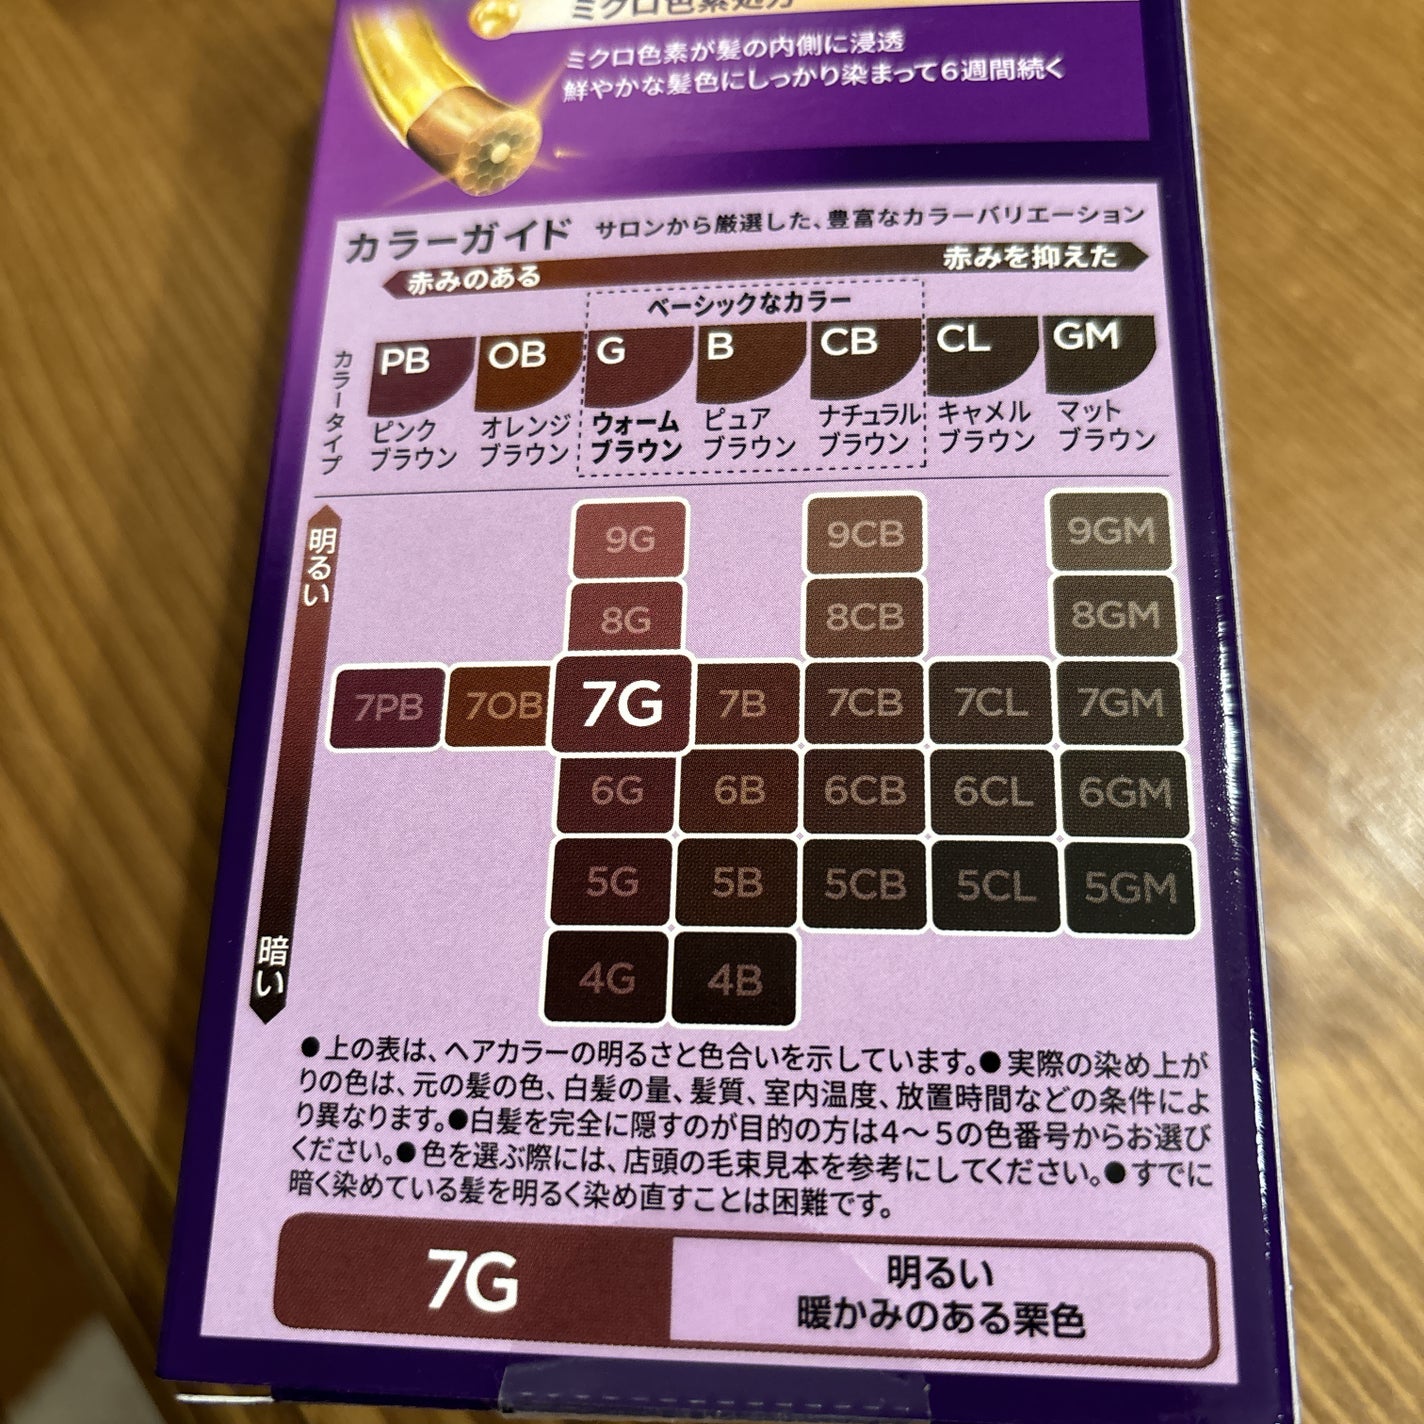 ミクロ色素処方
ミクロ色素が髪の内側に浸透
鮮やかな髪色にしっかり染まって6週間続く
カラーガイド サロンから厳選した、豊富なカラーバリエーション
赤みのある 赤みを抑えた
ベーシックなカラー
カラータイプ
PB OB G B CB CL GM
ピンク オレンジ ウォーム ピュア ナチュラル キャメル マット
ブラウン ブラウン ブラウン ブラウン ブラウン ブラウン ブラウン
明るい
9G 9CB 9GM
8G 8CB 8GM
7PB 7OB 7G 7B 7CB 7CL 7GM
6G 6B 6CB 6CL 6GM
5G 5B 5CB 5CL 5GM
暗い
4G 4B
●上の表は、ヘアカラーの明るさと色合いを示しています。●実際の染め上が
りの色は、元の髪の色、白髪の量、髪質、室内温度、放置時間などの条件によ
り異なります。●白髪を完全に隠すのが目的の方は4～5の色番号からお選び
ください。●色を選ぶ際には、店頭の毛束見本を参考にしてください。●すでに
暗く染めている髪を明るく染め直すことは困難です。
7G
明るい
暖かみのある栗色